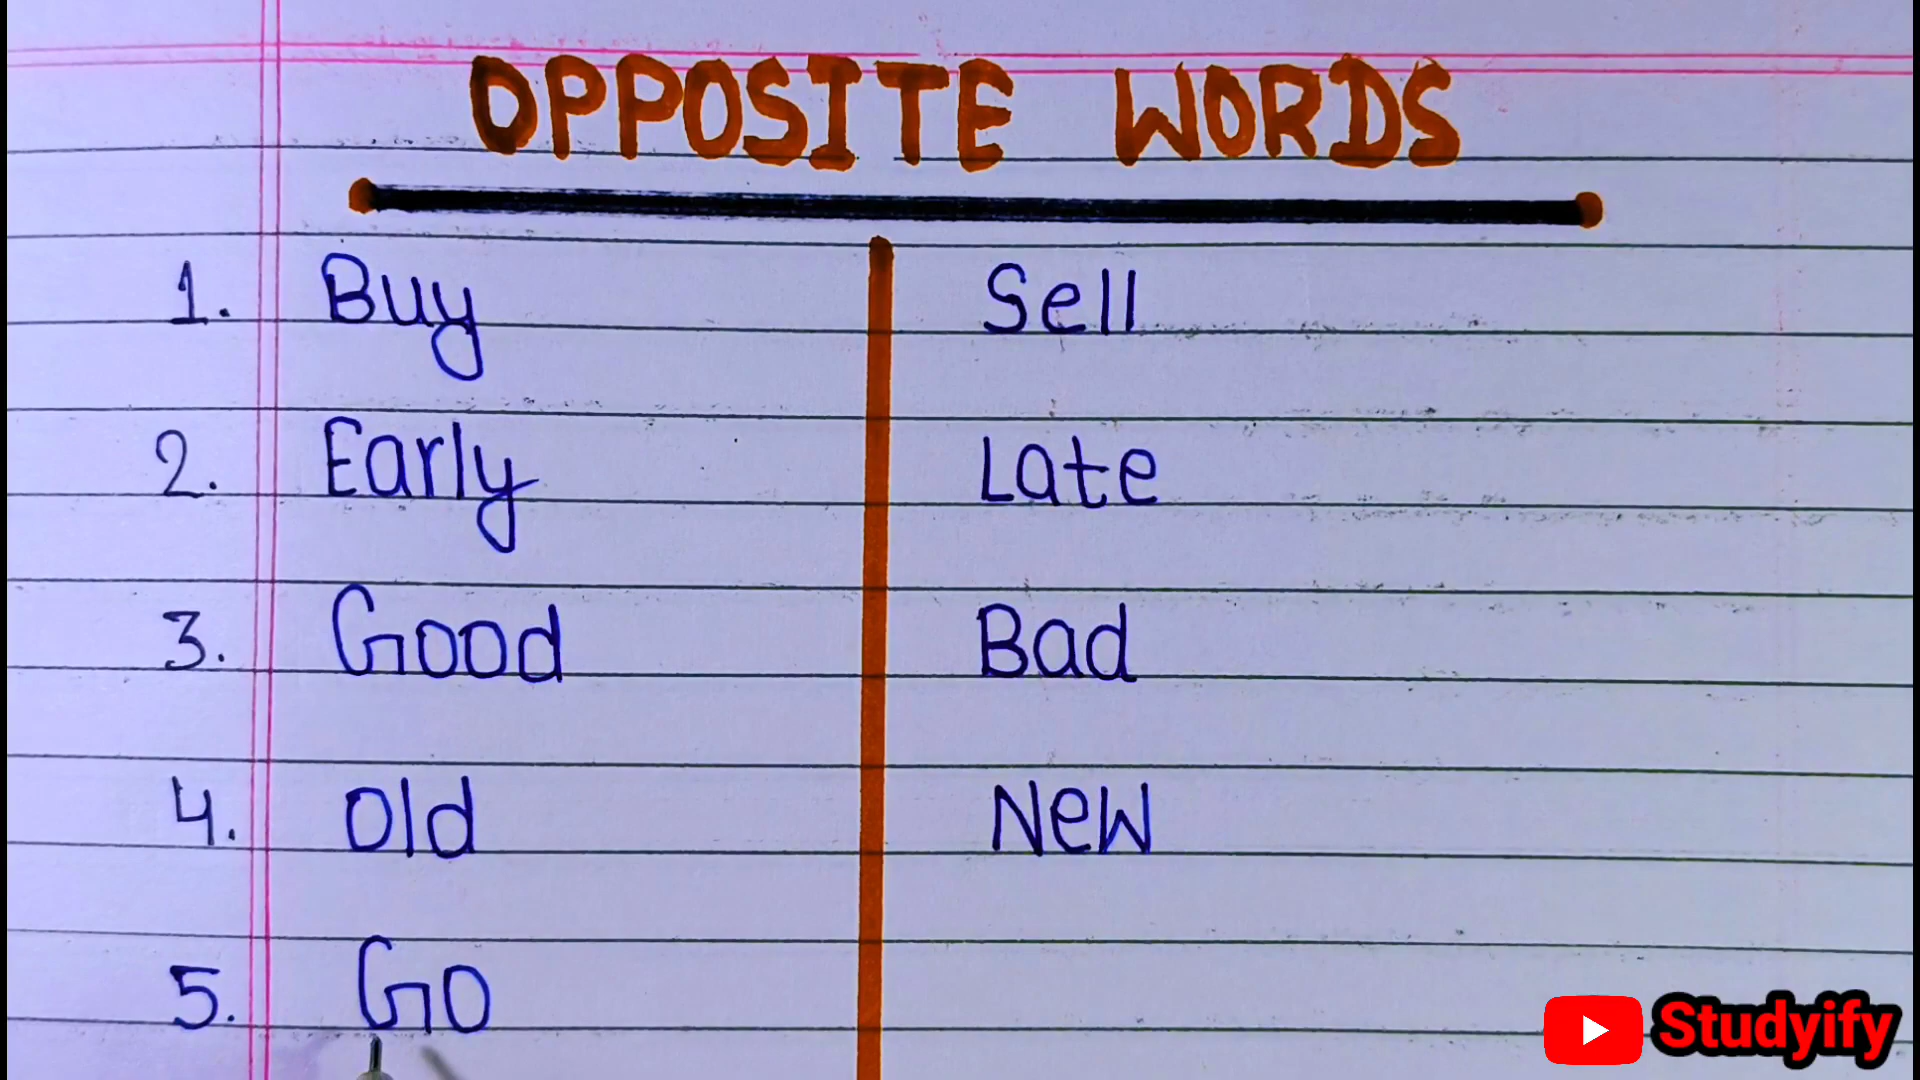 OPPOSITE WORDS
1. Buy Sell
2. Early Late
3. Good Bad
4. Old New
5. Go
Studyify